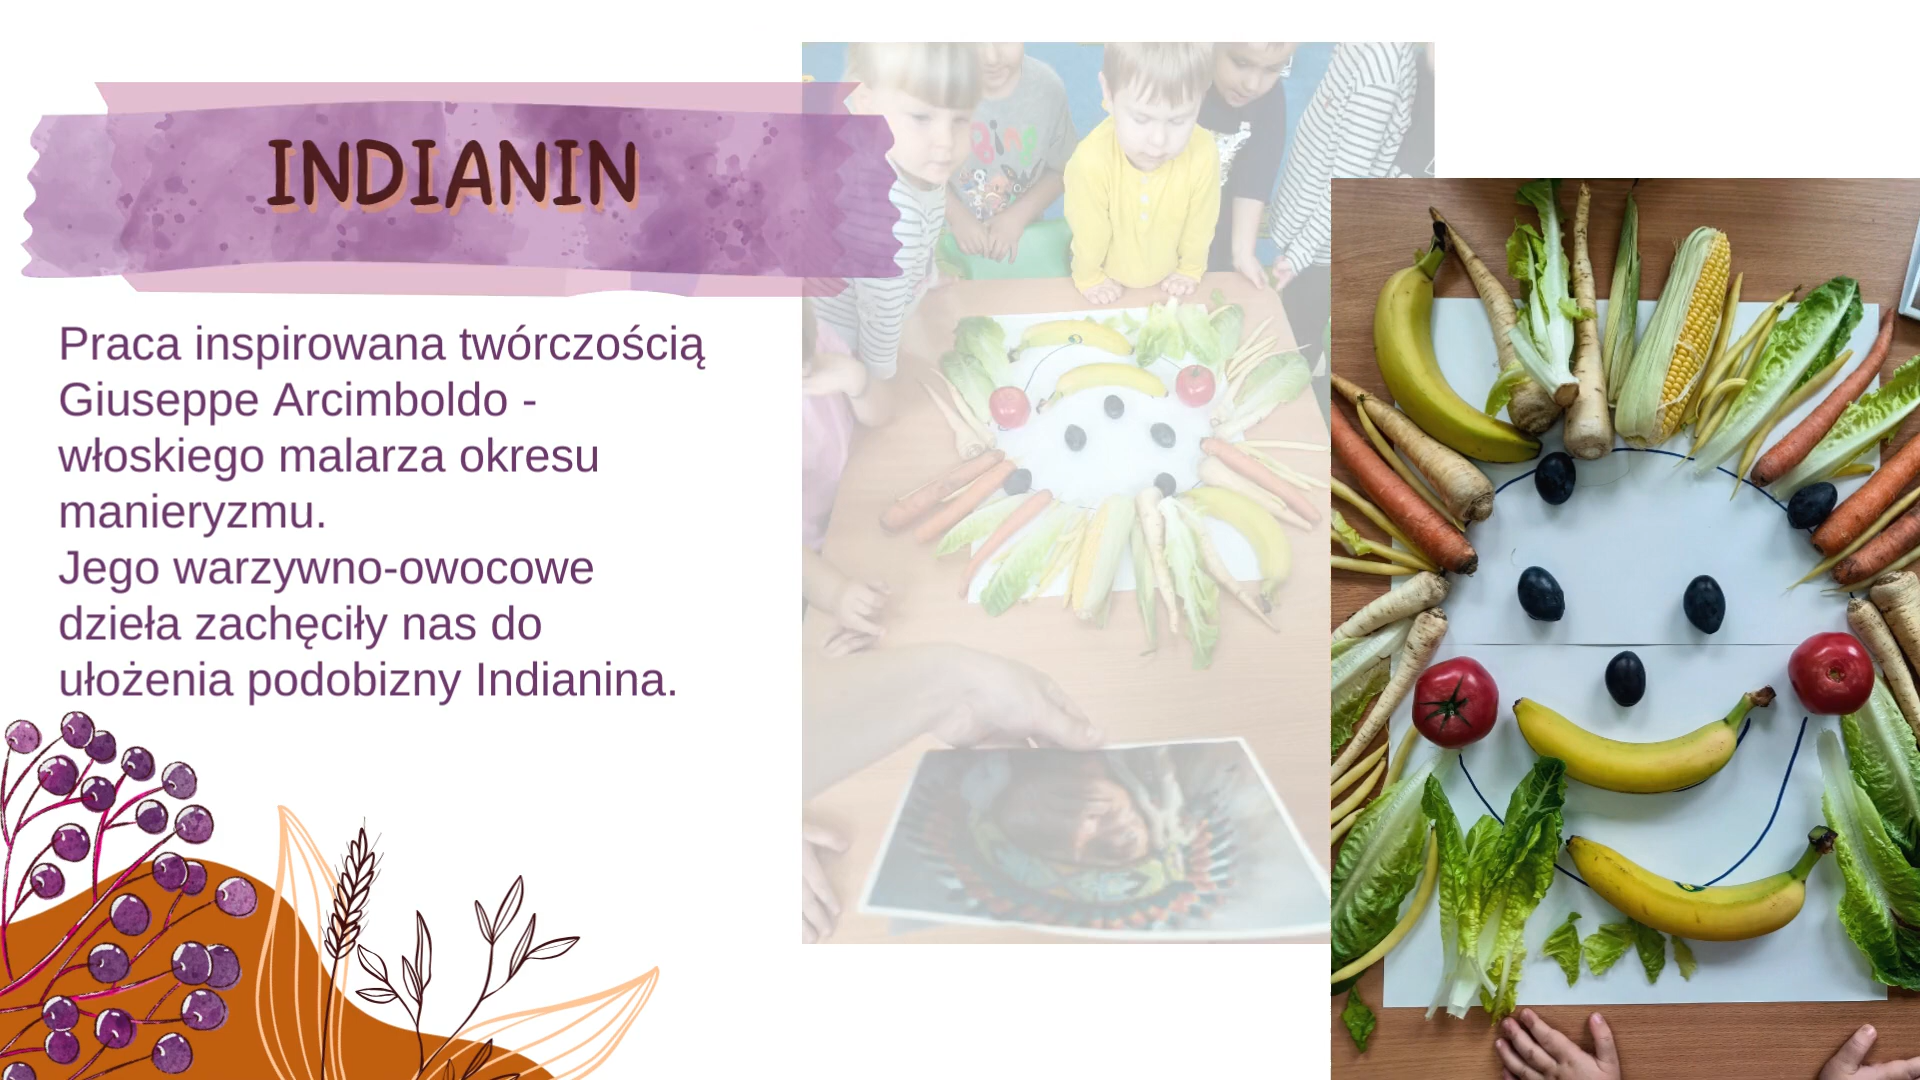 INDIANIN
Praca inspirowana twórczością
Giuseppe Arcimboldo -
włoskiego malarza okresu
manieryzmu.
Jego warzywno-owocowe
dzieła zachęciły nas do
ułożenia podobizny Indianina.
Bing